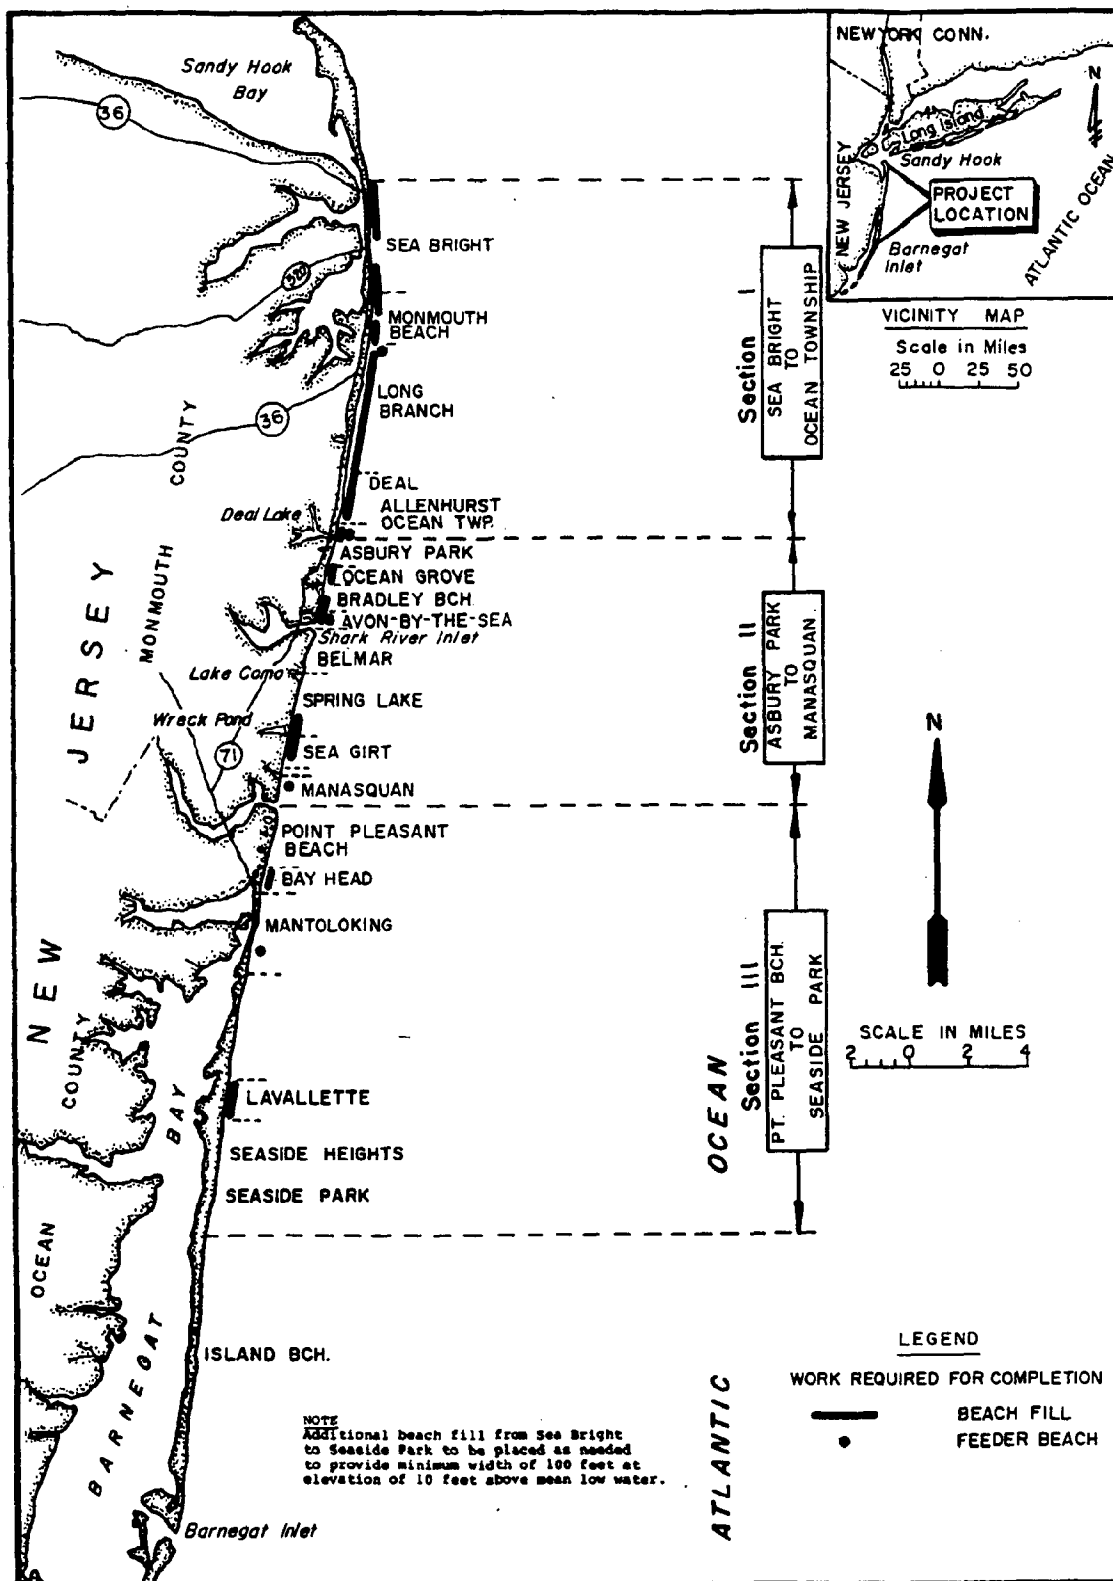 Sandy Hook
Bay
36
SEA BRIGHT
520
MONMOUTH
BEACH
LONG
BRANCH
36
COUNTY
MONMOUTH
DEAL
ALLENHURST
OCEAN TWP.
Deal Lake
ASBURY PARK
OCEAN GROVE
BRADLEY BCH.
AVON-BY-THE-SEA
Shark River Inlet
BELMAR
Lake Como
SPRING LAKE
Wreck Pond
71
SEA GIRT
MANASQUAN
POINT PLEASANT
BEACH
BAY HEAD
MANTOLOKING
NEW JERSEY
OCEAN COUNTY
BARNEGAT BAY
LAVALLETTE
SEASIDE HEIGHTS
SEASIDE PARK
ISLAND BCH.
Barnegat Inlet
NOTE
Additional beach fill from Sea Bright
to Seaside Park to be placed as needed
to provide minimum width of 100 feet at
elevation of 10 feet above mean low water.
Section I
SEA BRIGHT
TO
OCEAN TOWNSHIP
Section II
ASBURY PARK
TO
MANASQUAN
Section III
PT. PLEASANT BCH.
TO
SEASIDE PARK
ATLANTIC OCEAN
NEW YORK CONN.
N
Long Island
Sandy Hook
NEW JERSEY
PROJECT
LOCATION
Barnegat
Inlet
ATLANTIC OCEAN
VICINITY MAP
Scale in Miles
25 0 25 50
N
SCALE IN MILES
2 0 2 4
LEGEND
WORK REQUIRED FOR COMPLETION
BEACH FILL
FEEDER BEACH